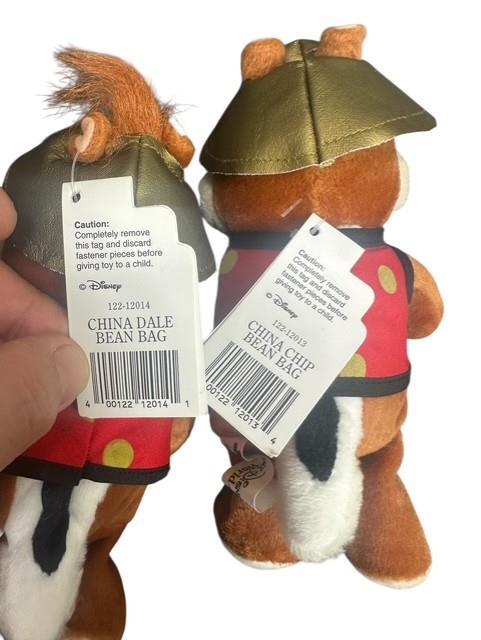 Caution:
Completely remove
this tag and discard
fastener pieces before
giving toy to a child.
© Disney
122-12014
CHINA DALE
BEAN BAG
4 00122 12014 1
Caution:
Completely remove
this tag and discard
fastener pieces before
giving toy to a child.
© Disney
122-12013
CHINA CHIP
BEAN BAG
4 00122 12013 4